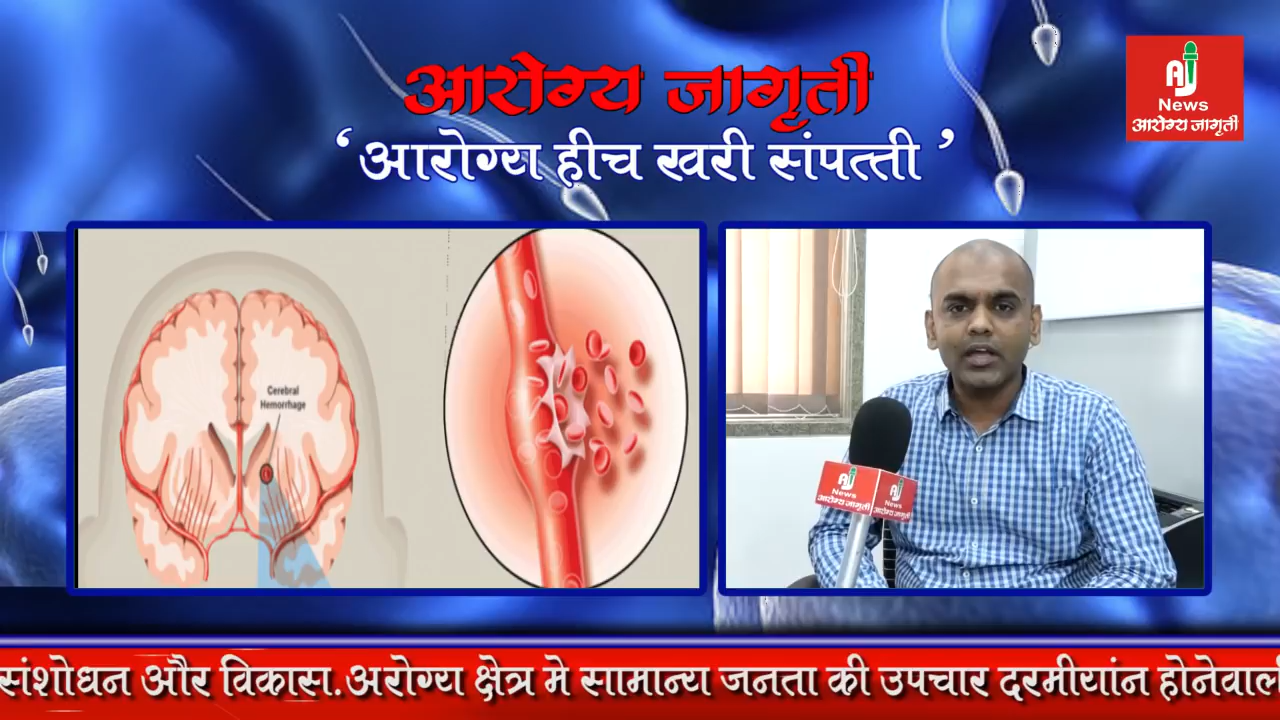 आरोग्य जागृती
‘आरोग्य हीच खरी संपत्ती ’
AJ
News
आरोग्य जागृती
Cerebral
Hemorrhage
AJ
News
आरोग्य जागृती
AJ
News
आरोग्य जागृती
संशोधन और विकास.अरोग्य क्षेत्र मे सामान्य जनता की उपचार दरमीयांन होनेवाली